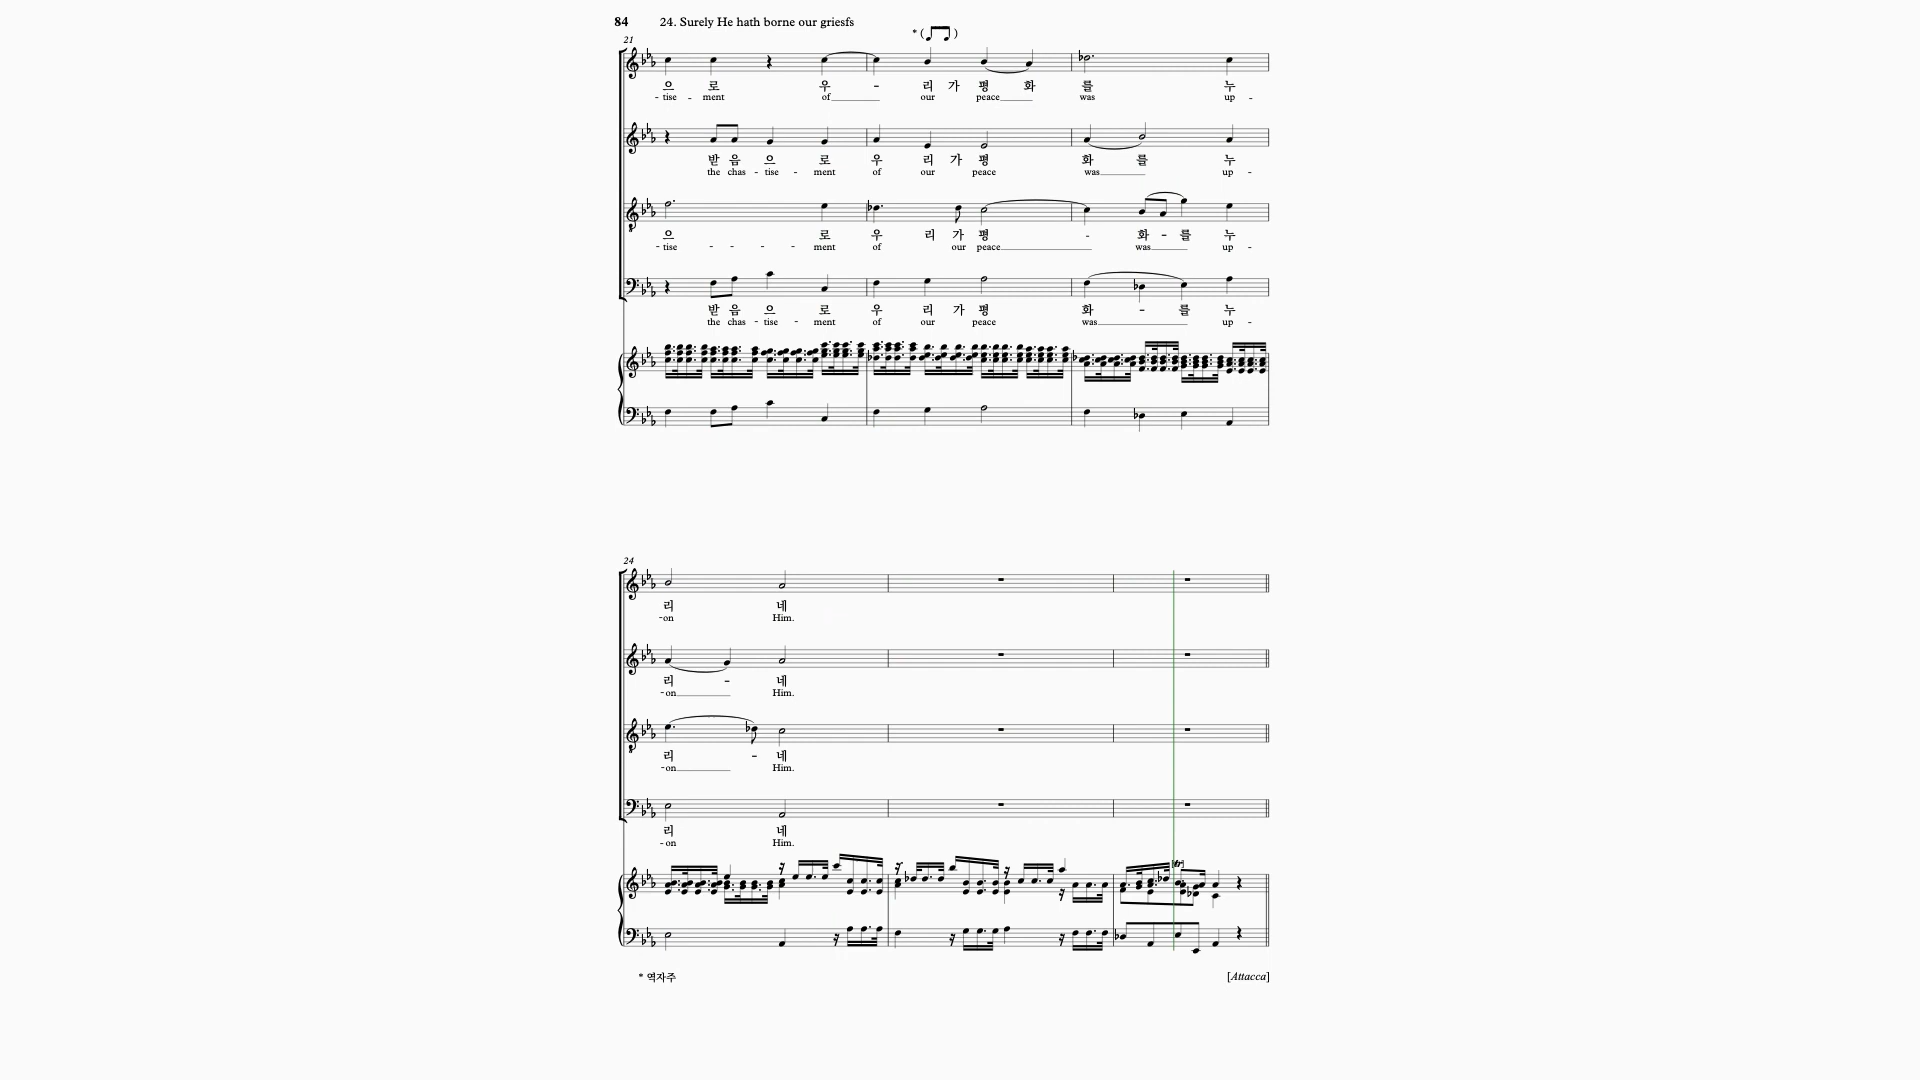 84 24. Surely He hath borne our griesfs
* ( )
21
으 로 우 - 리 가 평 화 를 누
- tise - ment of our peace was up -
받 음 으 로 우 리 가 평 화 를 누
the chas - tise - ment of our peace was up -
으 로 우 리 가 평 - 화 - 를 누
- tise - - - ment of our peace was up -
받 음 으 로 우 리 가 평 화 - 를 누
the chas - tise - ment of our peace was up -
24
리 네
-on Him.
리 - 네
-on Him.
리 - 네
-on Him.
리 네
-on Him.
[tr]
* 역자주 [Attacca]